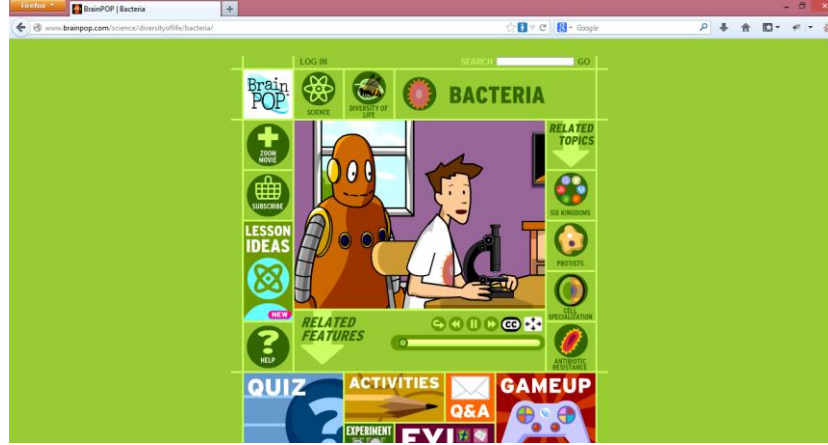 Firefox
BrainPOP | Bacteria
www.brainpop.com/science/diversityoflife/bacteria/
Google
LOG IN
SEARCH
GO
Brain
POP
SCIENCE
DIVERSITY OF
LIFE
BACTERIA
ZOOM
MOVIE
SUBSCRIBE
LESSON
IDEAS
NEW
HELP
RELATED
TOPICS
SIX KINGDOMS
PROTISTS
CELL
SPECIALIZATION
ANTIBIOTIC
RESISTANCE
RELATED
FEATURES
CC
QUIZ
ACTIVITIES
Q&A
GAMEUP
EXPERIMENT
FYI